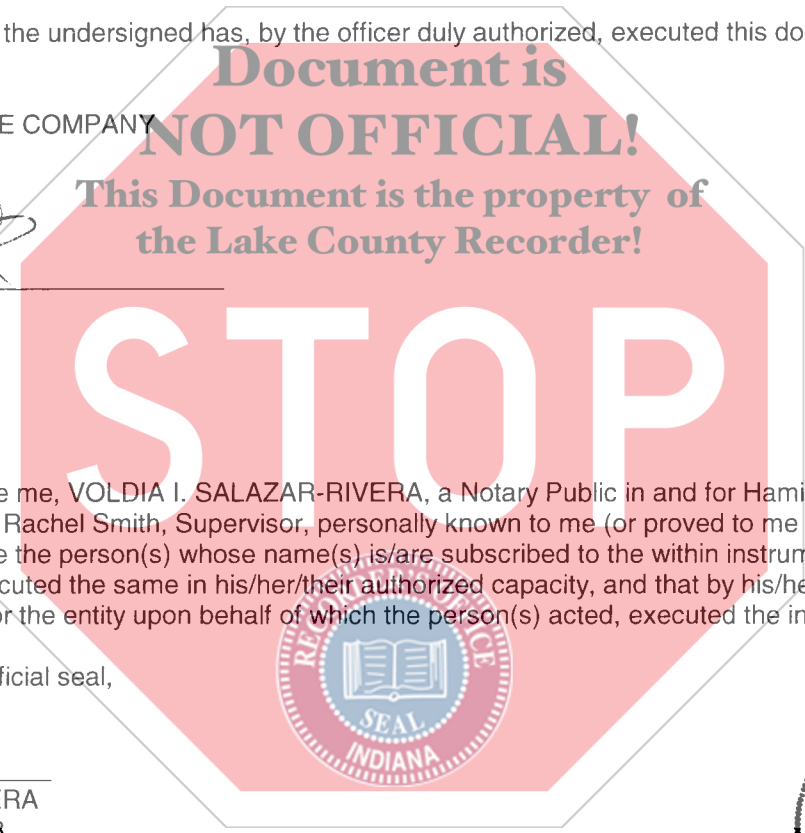 the undersigned has, by the officer duly authorized, executed this do
Document is
E COMPANY
NOT OFFICIAL!
This Document is the property of
the Lake County Recorder!
STOP
e me, VOLDIA I. SALAZAR-RIVERA, a Notary Public in and for Hami
Rachel Smith, Supervisor, personally known to me (or proved to me
e the person(s) whose name(s) is/are subscribed to the within instrum
cuted the same in his/her/their authorized capacity, and that by his/he
or the entity upon behalf of which the person(s) acted, executed the in
RECORDER'S OFFICE
SEAL
INDIANA
ficial seal,
ERA